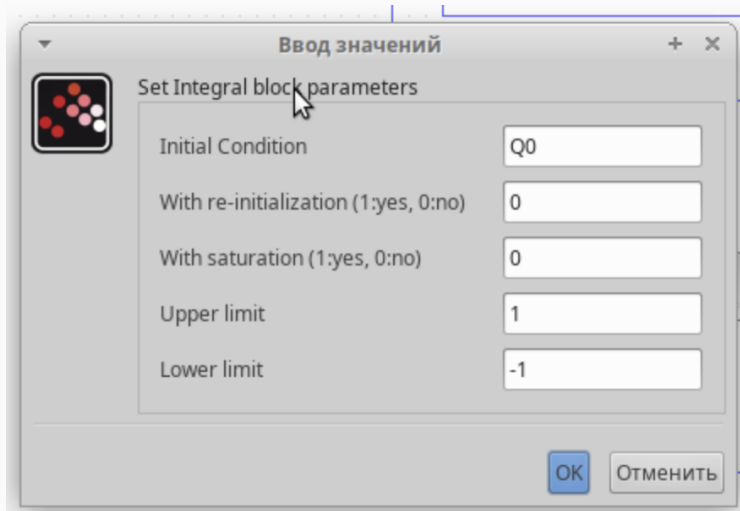 Ввод значений
Set Integral block parameters
Initial Condition Q0
With re-initialization (1:yes, 0:no) 0
With saturation (1:yes, 0:no) 0
Upper limit 1
Lower limit -1
OK Отменить